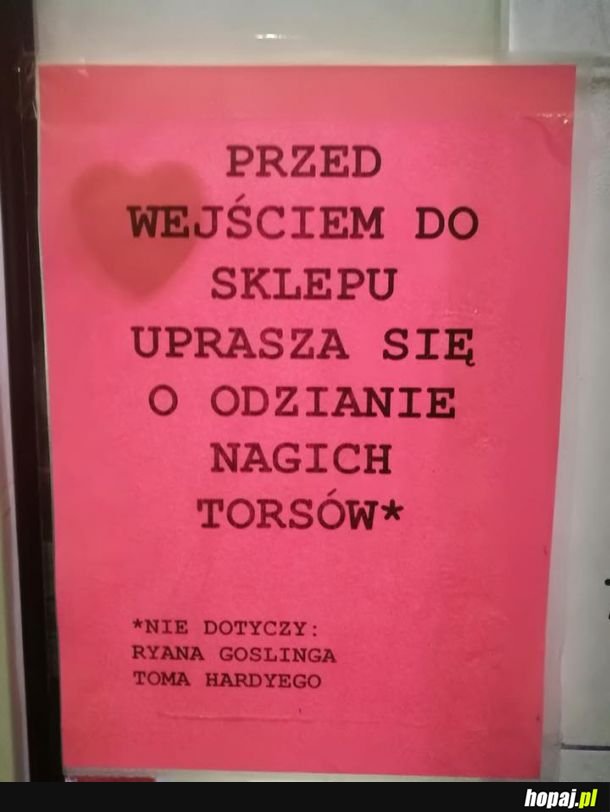 PRZED
WEJŚCIEM DO
SKLEPU
UPRASZA SIĘ
O ODZIANIE
NAGICH
TORSÓW*
*NIE DOTYCZY:
RYANA GOSLINGA
TOMA HARDYEGO
hopaj.pl